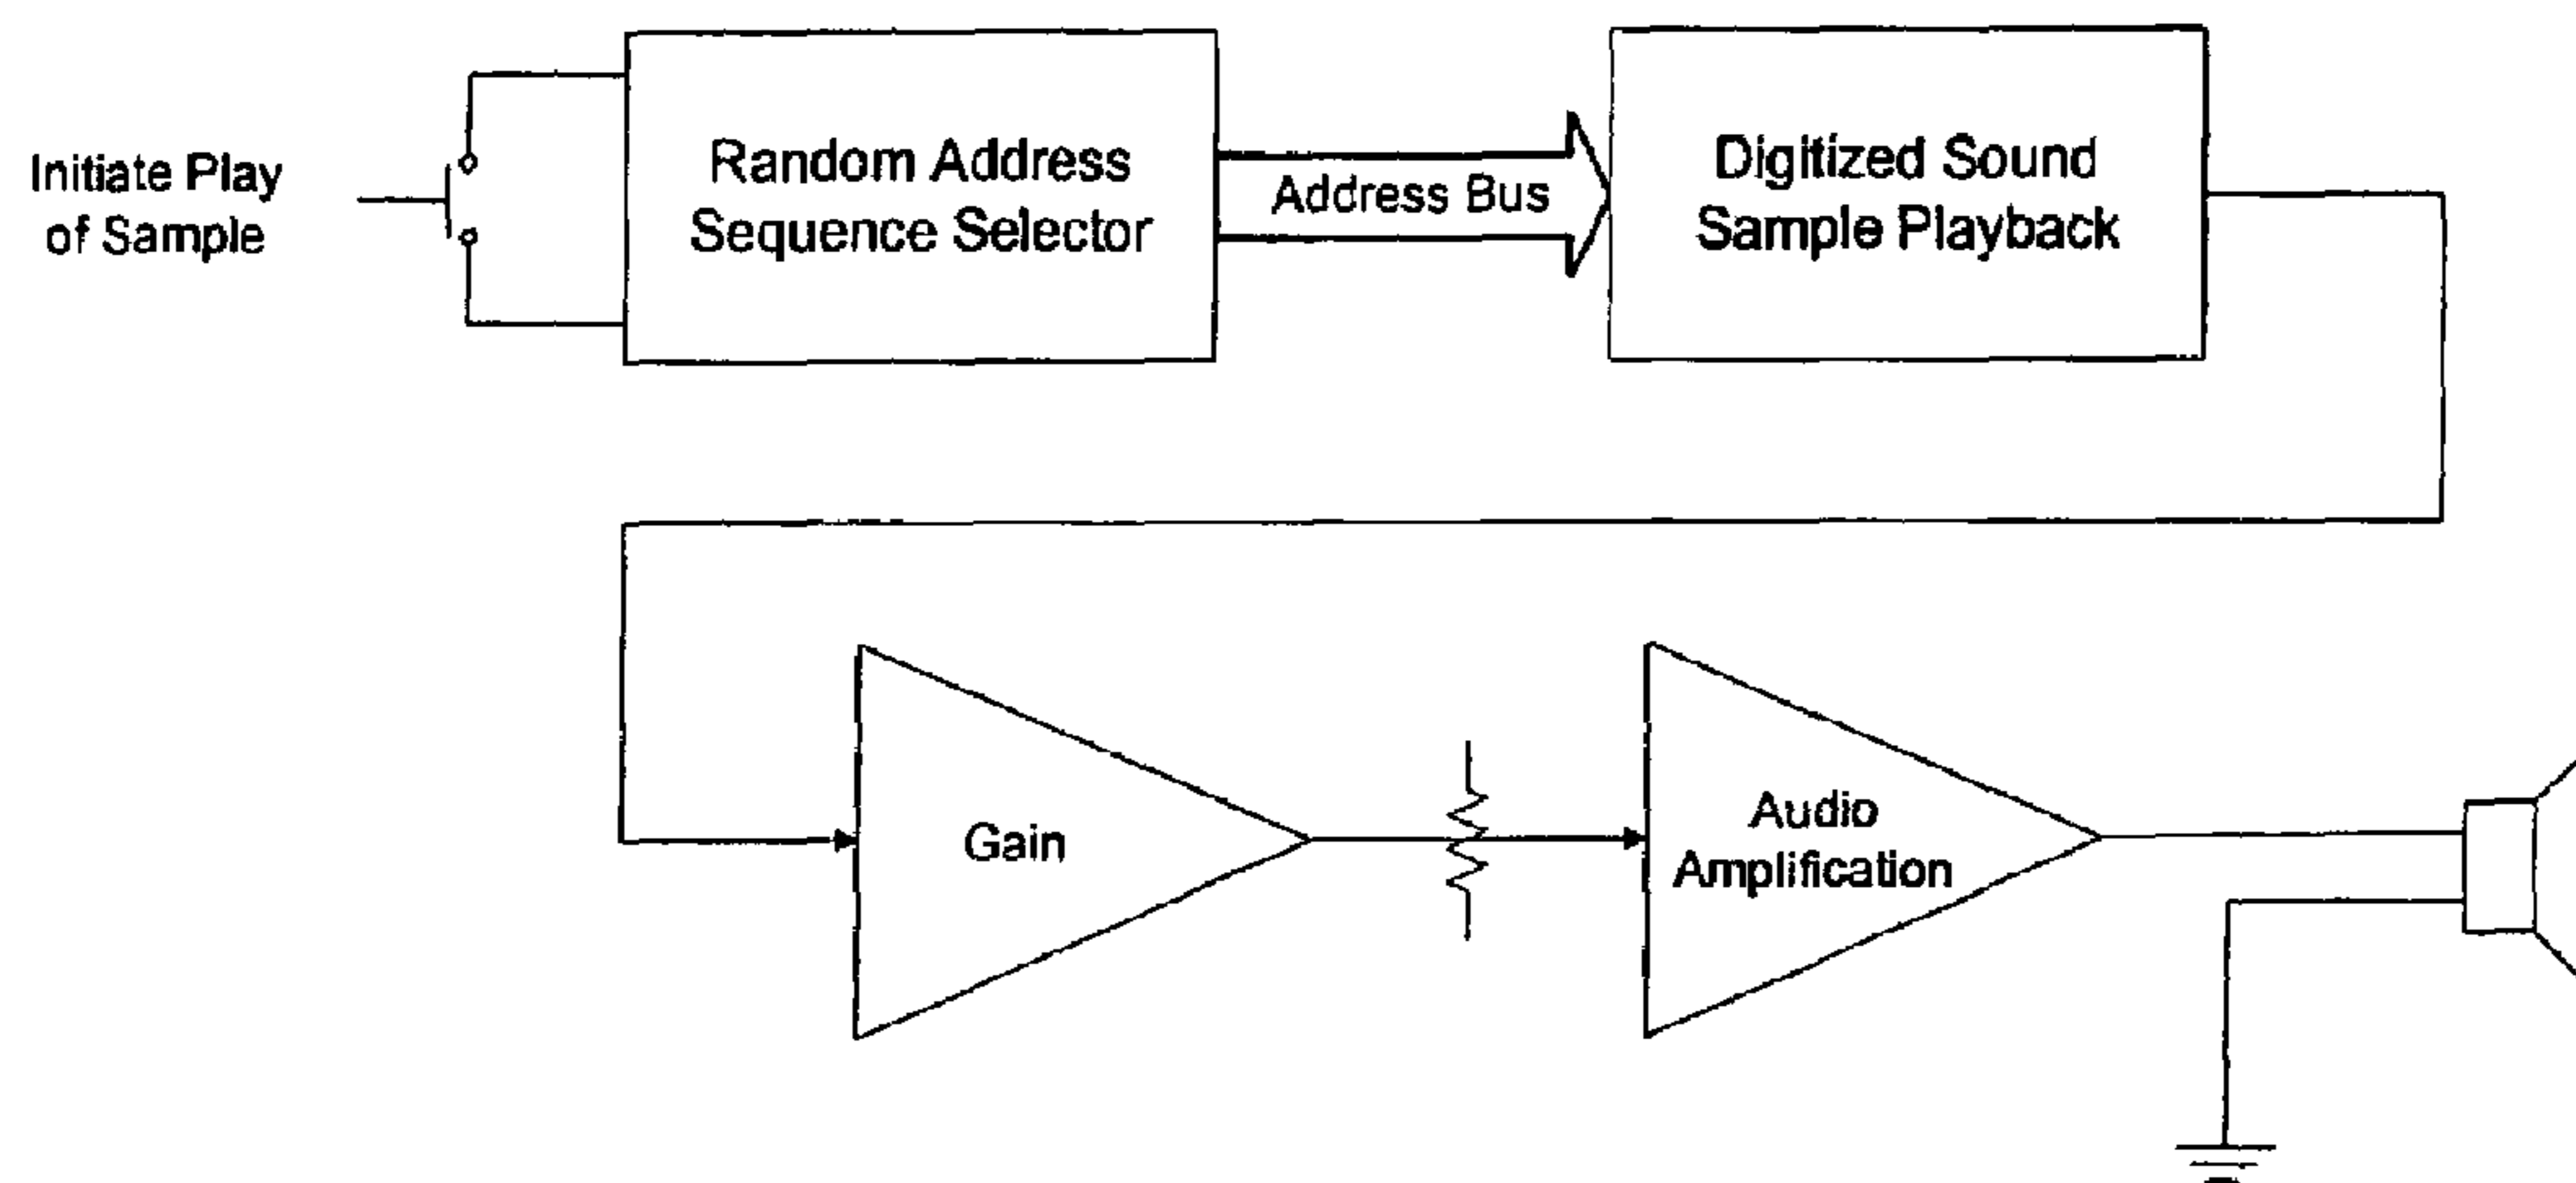 Initiate Play
of Sample
Random Address
Sequence Selector
Address Bus
Digitized Sound
Sample Playback
Gain
Audio
Amplification